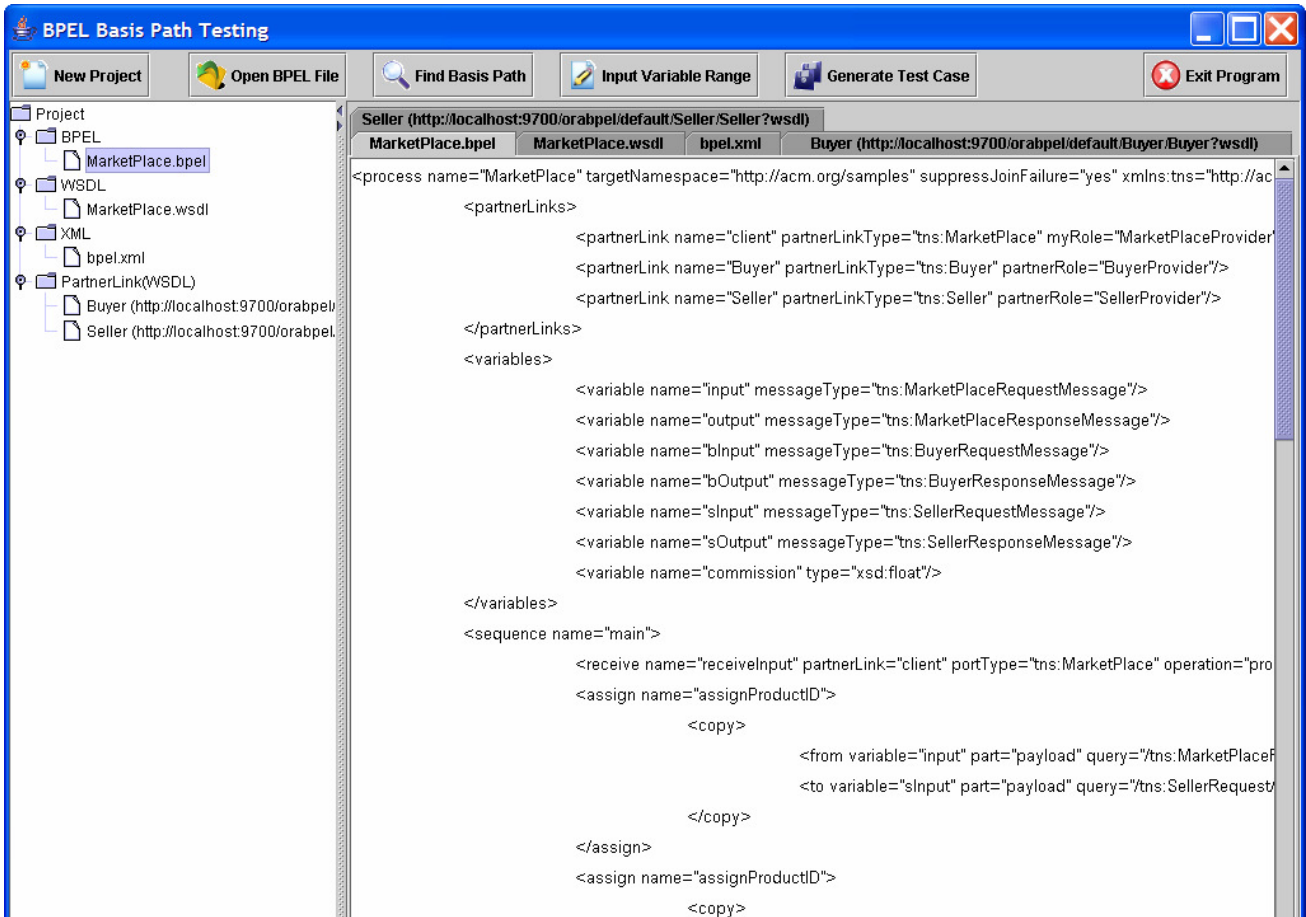 BPEL Basis Path Testing
New Project Open BPEL File Find Basis Path Input Variable Range Generate Test Case Exit Program
Project
BPEL
MarketPlace.bpel
WSDL
MarketPlace.wsdl
XML
bpel.xml
PartnerLink(WSDL)
Buyer (http://localhost:9700/orabpel/
Seller (http://localhost:9700/orabpel.
Seller (http://localhost:9700/orabpel/default/Seller/Seller?wsdl)
MarketPlace.bpel MarketPlace.wsdl bpel.xml Buyer (http://localhost:9700/orabpel/default/Buyer/Buyer?wsdl)
<process name="MarketPlace" targetNamespace="http://acm.org/samples" suppressJoinFailure="yes" xmlns:tns="http://ac
<partnerLinks>
<partnerLink name="client" partnerLinkType="tns:MarketPlace" myRole="MarketPlaceProvider"
<partnerLink name="Buyer" partnerLinkType="tns:Buyer" partnerRole="BuyerProvider"/>
<partnerLink name="Seller" partnerLinkType="tns:Seller" partnerRole="SellerProvider"/>
</partnerLinks>
<variables>
<variable name="input" messageType="tns:MarketPlaceRequestMessage"/>
<variable name="output" messageType="tns:MarketPlaceResponseMessage"/>
<variable name="bInput" messageType="tns:BuyerRequestMessage"/>
<variable name="bOutput" messageType="tns:BuyerResponseMessage"/>
<variable name="sInput" messageType="tns:SellerRequestMessage"/>
<variable name="sOutput" messageType="tns:SellerResponseMessage"/>
<variable name="commission" type="xsd:float"/>
</variables>
<sequence name="main">
<receive name="receiveInput" partnerLink="client" portType="tns:MarketPlace" operation="pro
<assign name="assignProductID">
<copy>
<from variable="input" part="payload" query="/tns:MarketPlaceR
<to variable="sInput" part="payload" query="/tns:SellerRequest/
</copy>
</assign>
<assign name="assignProductID">
<copy>